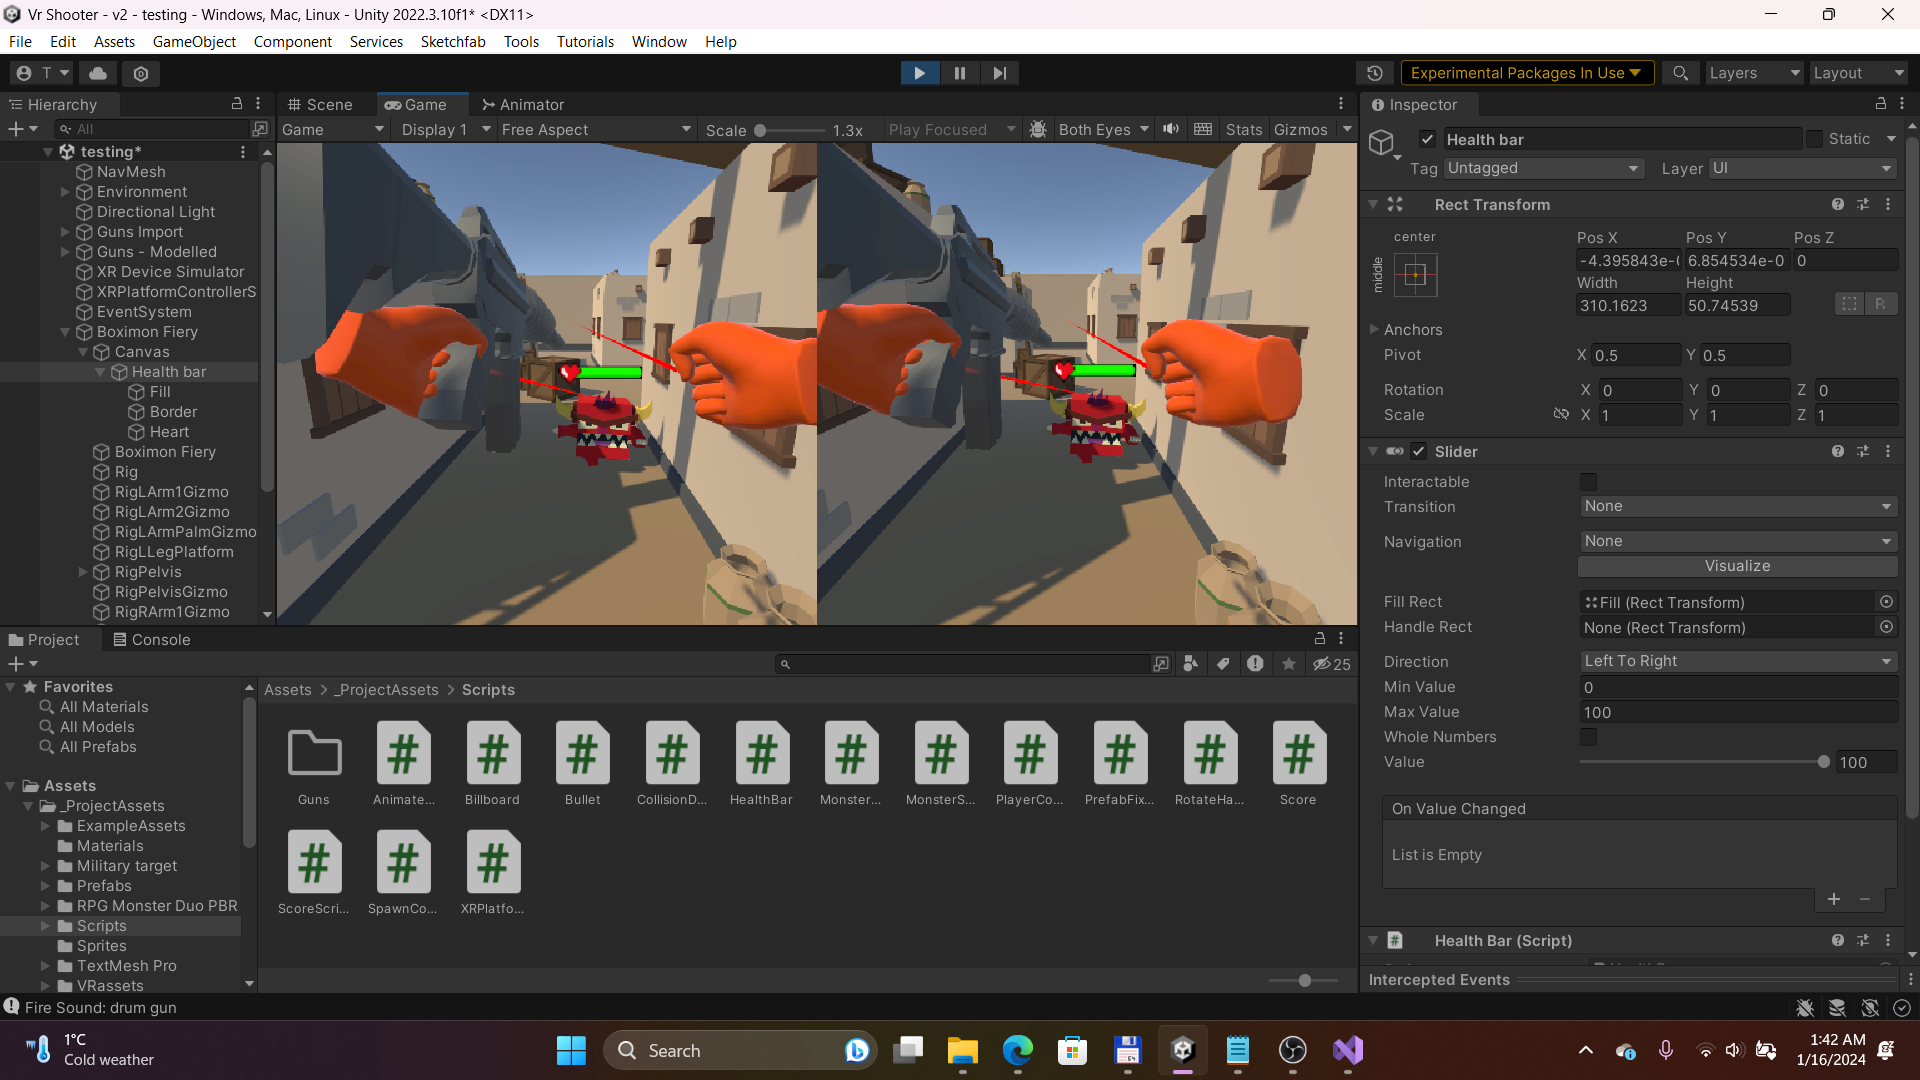 Vr Shooter - v2 - testing - Windows, Mac, Linux - Unity 2022.3.10f1* <DX11>
File Edit Assets GameObject Component Services Sketchfab Tools Tutorials Window Help
T Experimental Packages In Use Layers Layout
Hierarchy
All
testing*
NavMesh
Environment
Directional Light
Guns Import
Guns - Modelled
XR Device Simulator
XRPlatformControllerS
EventSystem
Boximon Fiery
Canvas
Health bar
Fill
Border
Heart
Boximon Fiery
Rig
RigLArm1Gizmo
RigLArm2Gizmo
RigLArmPalmGizmo
RigLLegPlatform
RigPelvis
RigPelvisGizmo
RigRArm1Gizmo
Scene Game Animator
Game Display 1 Free Aspect Scale 1.3x Play Focused Both Eyes Stats Gizmos
Inspector
Health bar Static
Tag Untagged Layer UI
Rect Transform
center
middle
Pos X Pos Y Pos Z
-4.395843e-( 6.854534e-0 0
Width Height
310.1623 50.74539
R
Anchors
Pivot X 0.5 Y 0.5
Rotation X 0 Y 0 Z 0
Scale X 1 Y 1 Z 1
Slider
Interactable
Transition None
Navigation None
Visualize
Fill Rect Fill (Rect Transform)
Handle Rect None (Rect Transform)
Direction Left To Right
Min Value 0
Max Value 100
Whole Numbers
Value 100
On Value Changed
List is Empty
Health Bar (Script)
Intercepted Events
Project Console
25
Favorites
All Materials
All Models
All Prefabs
Assets
_ProjectAssets
ExampleAssets
Materials
Military target
Prefabs
RPG Monster Duo PBR
Scripts
Sprites
TextMesh Pro
VRassets
Assets > _ProjectAssets > Scripts
Guns Animate... Billboard Bullet CollisionD... HealthBar Monster... MonsterS... PlayerCo... PrefabFix... RotateHa... Score
ScoreScri... SpawnCo... XRPlatfo...
Fire Sound: drum gun
1°C
Cold weather
Search
64
1:42 AM
1/16/2024